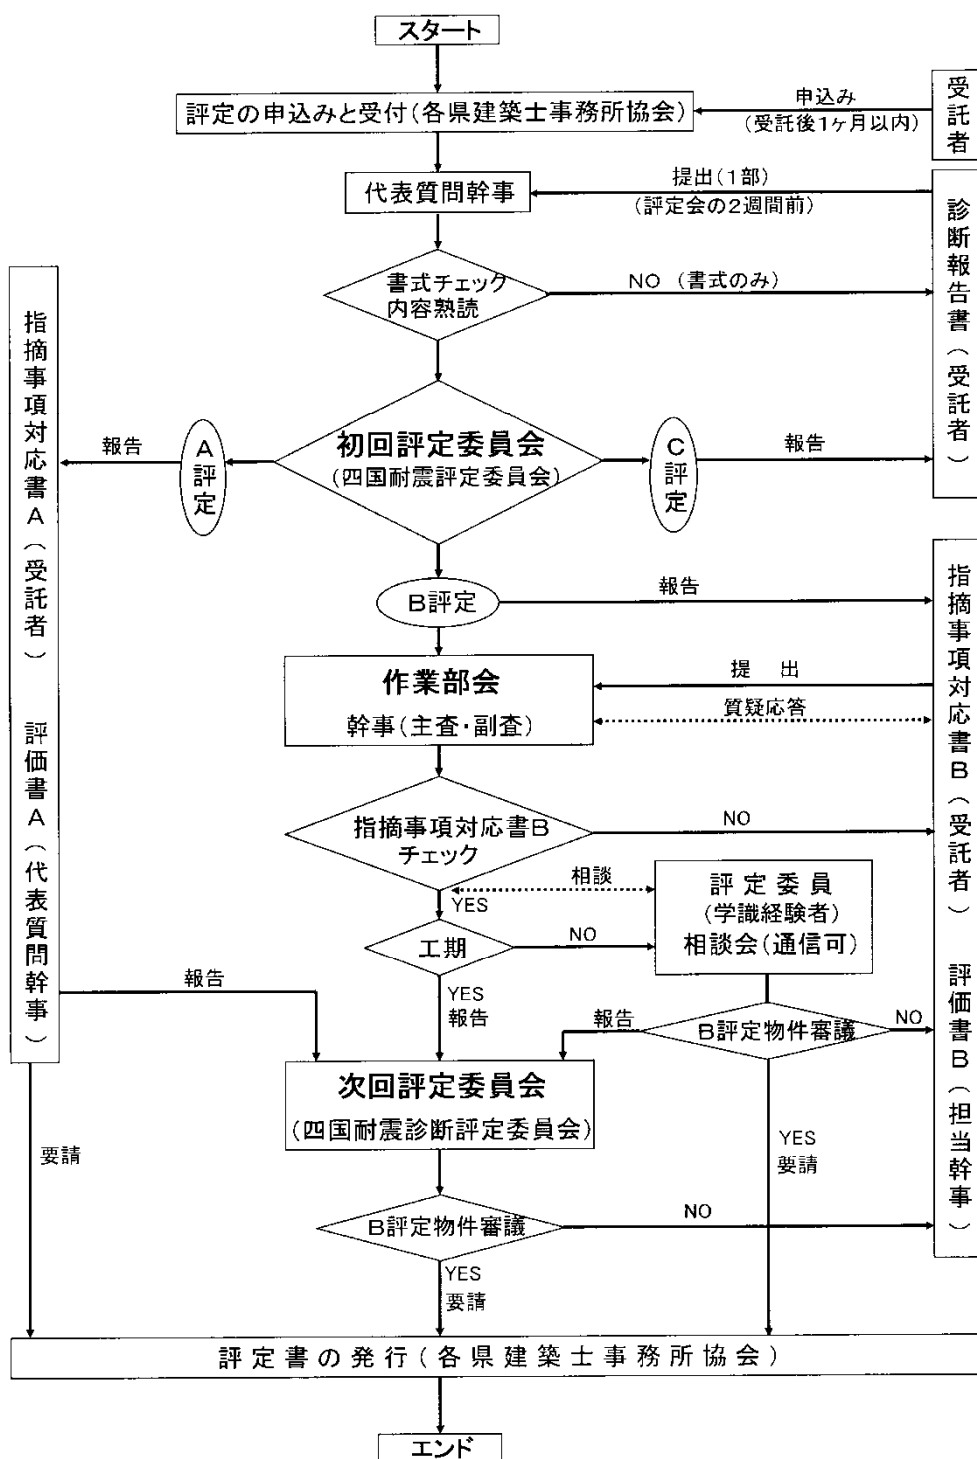 スタート
評定の申込みと受付(各県建築士事務所協会)
申込み
(受託後1ヶ月以内)
受託者
代表質問幹事
提出(1部)
(評定会の2週間前)
診断報告書(受託者)
書式チェック
内容熟読
NO (書式のみ)
指摘事項対応書A(受託者) 評価書A(代表質問幹事)
報告
A評定
初回評定委員会
(四国耐震評定委員会)
C評定
報告
B評定
報告
指摘事項対応書B(受託者) 評価書B(担当幹事)
作業部会
幹事(主査・副査)
提 出
質疑応答
指摘事項対応書B
チェック
NO
相談
YES
評 定 委 員
(学識経験者)
相談会(通信可)
工期
NO
報告
YES
報告
報告
B評定物件審議
NO
次回評定委員会
(四国耐震診断評定委員会)
要請
YES
要請
B評定物件審議
NO
YES
要請
評定書の発行(各県建築士事務所協会)
エンド